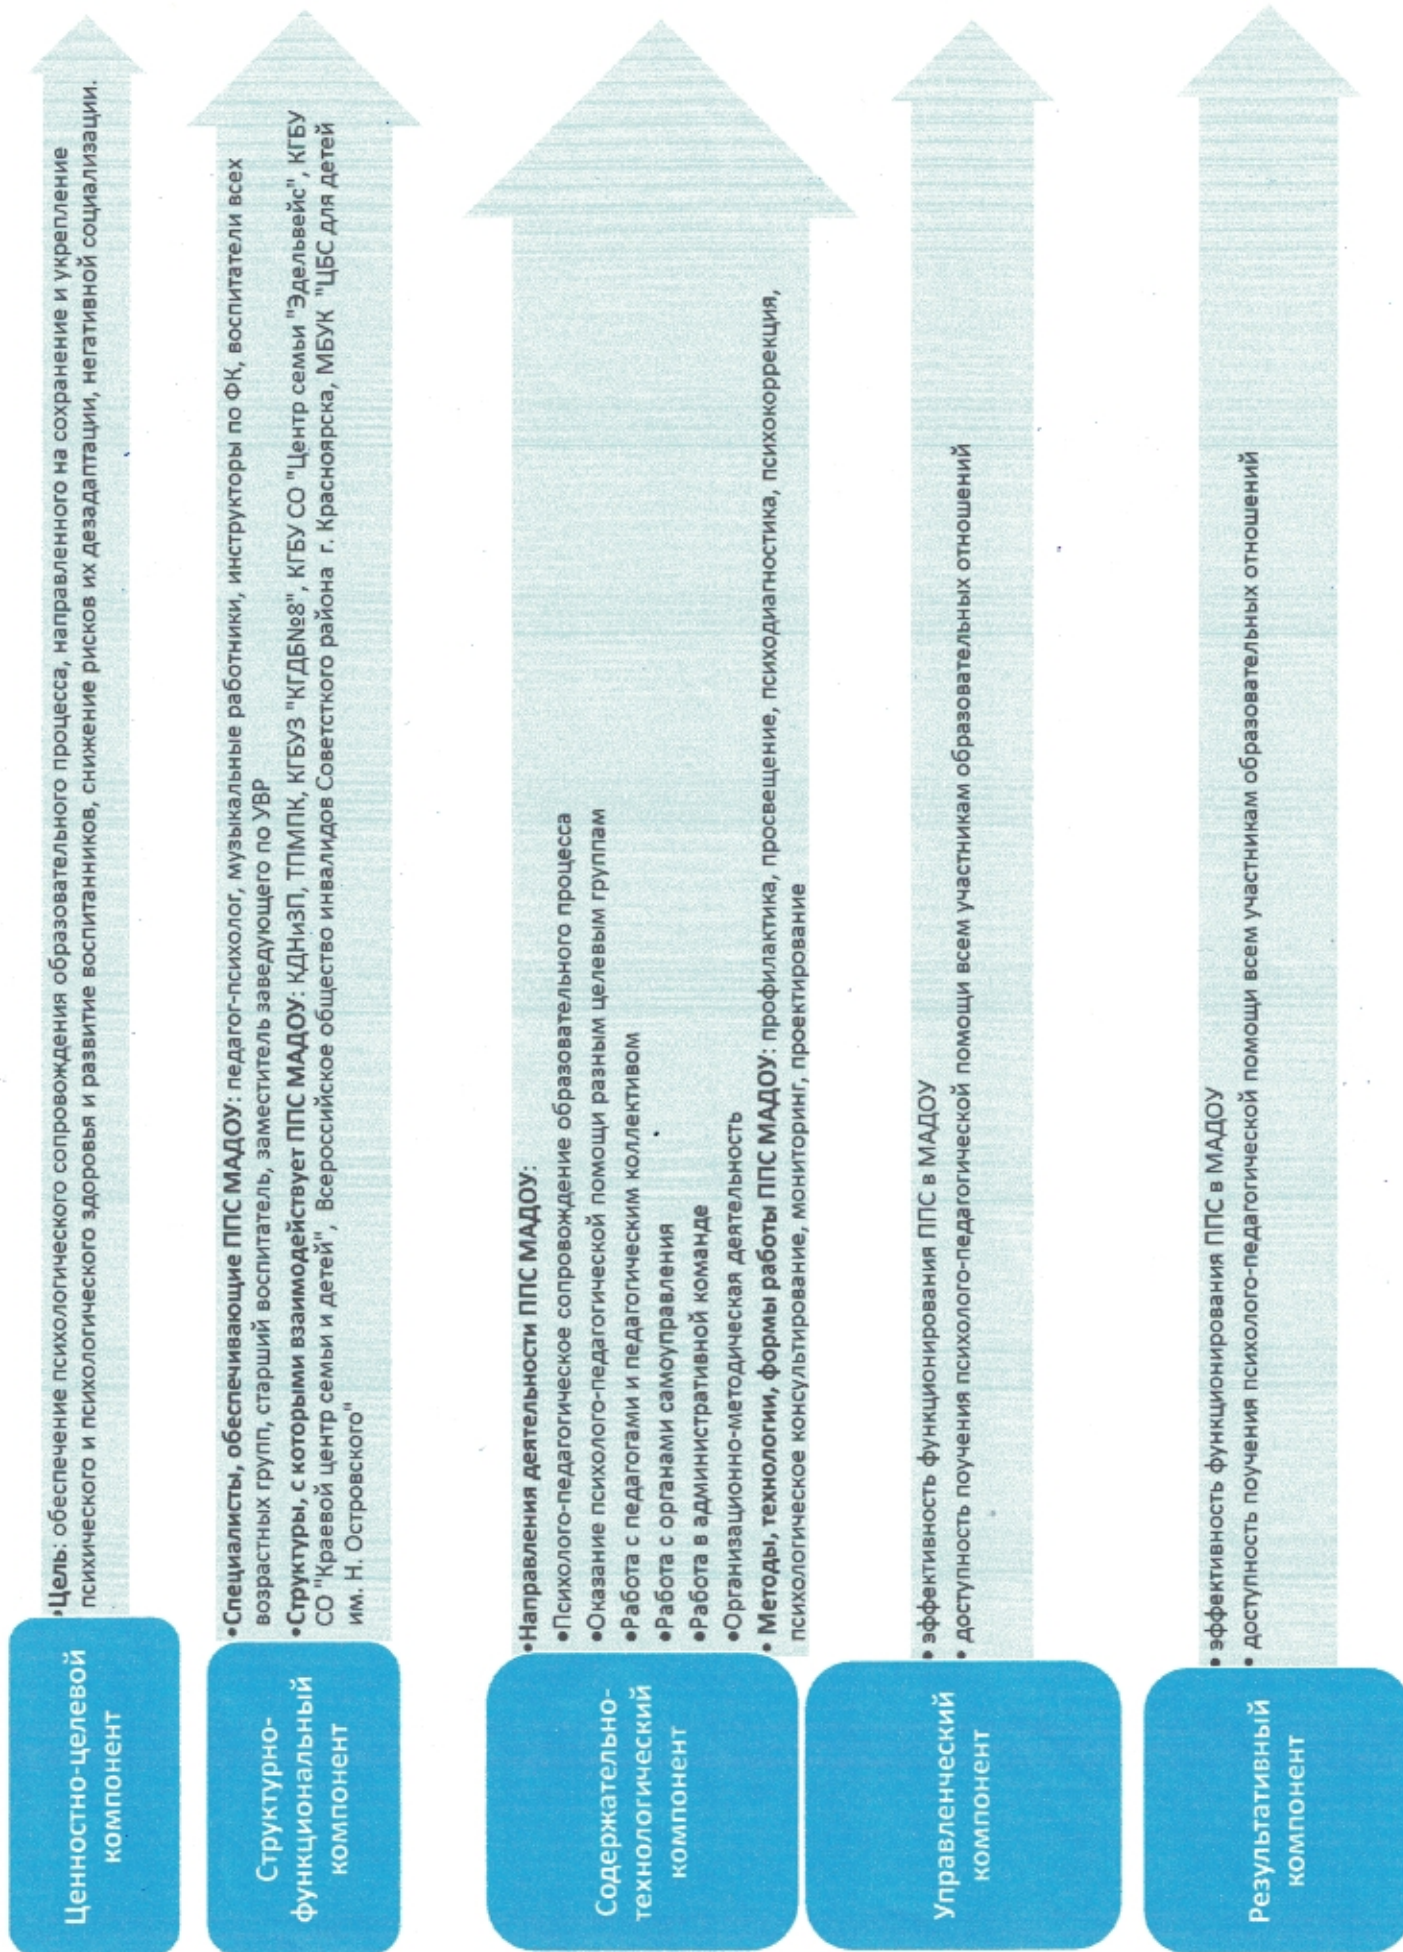 Ценностно-целевой
компонент
•Цель: обеспечение психологического сопровождения образовательного процесса, направленного на сохранение и укрепление
психического и психологического здоровья и развитие воспитанников, снижение рисков их дезадаптации, негативной социализации.
Структурно-
функциональный
компонент
•Специалисты, обеспечивающие ППС МАДОУ: педагог-психолог, музыкальные работники, инструкторы по ФК, воспитатели всех
возрастных групп, старший воспитатель, заместитель заведующего по УВР
•Структуры, с которыми взаимодействует ППС МАДОУ: КДНиЗП, ТПМПК, КГБУЗ "КГДБ№8", КГБУ СО "Центр семьи "Эдельвейс", КГБУ
СО "Краевой центр семьи и детей", Всероссийское общество инвалидов Советсткого района г. Красноярска, МБУК "ЦБС для детей
им. Н. Островского"
Содержательно-
технологический
компонент
•Направления деятельности ППС МАДОУ:
•Психолого-педагогическое сопровождение образовательного процесса
•Оказание психолого-педагогической помощи разным целевым группам
•Работа с педагогами и педагогическим коллективом
•Работа с органами самоуправления
•Работа в административной команде
•Организационно-методическая деятельность
• Методы, технологии, формы работы ППС МАДОУ: профилактика, просвещение, психодиагностика, психокоррекция,
психологическое консультирование, мониторинг, проектирование
Управленческий
компонент
• эффективность функционирования ППС в МАДОУ
• доступность поучения психолого-педагогической помощи всем участникам образовательных отношений
Результативный
компонент
• эффективность функционирования ППС в МАДОУ
• доступность поучения психолого-педагогической помощи всем участникам образовательных отношений